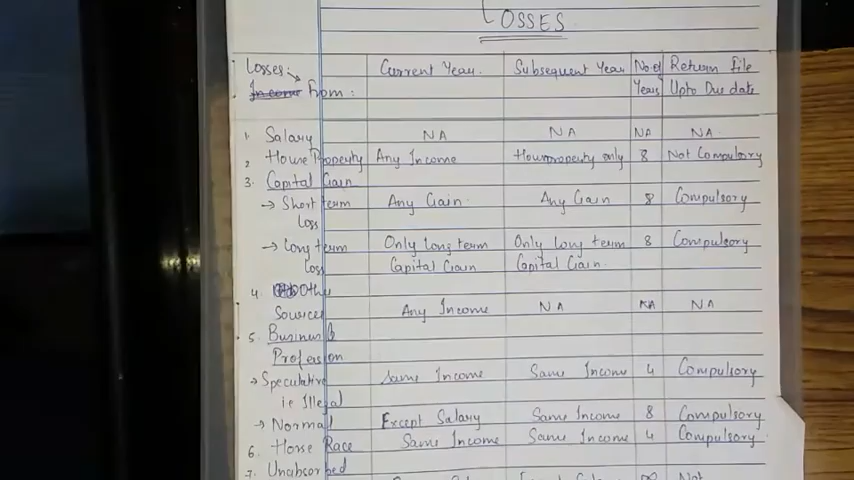 LOSSES
Losses: Current Year. Subsequent Year No of Return file
from: Years Upto Due date
1. Salary NA NA NA NA
2. House Property Any Income House property only 8 Not Compulsory
3. Capital Gain
→ Short term Any Gain Any Gain 8 Compulsory
Loss
→ Long term Only long term Only long term 8 Compulsory
Loss Capital Gain Capital Gain
4. Other
Sources Any Income NA NA NA
5. Business &
Profession
→ Speculative Same Income Same Income 4 Compulsory
ie Illegal
→ Normal Except Salary Same Income 8 Compulsory
6. Horse Race Same Income Same Income 4 Compulsory
7. Unabsorbed
∞ Not